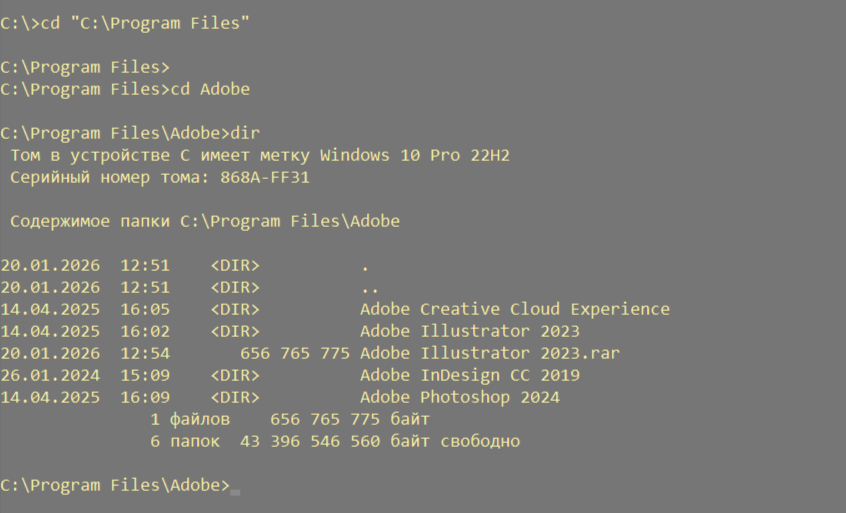 C:\>cd "C:\Program Files"
C:\Program Files>
C:\Program Files>cd Adobe
C:\Program Files\Adobe>dir
 Том в устройстве C имеет метку Windows 10 Pro 22H2
 Серийный номер тома: 868A-FF31
 Содержимое папки C:\Program Files\Adobe
20.01.2026  12:51    <DIR>          .
20.01.2026  12:51    <DIR>          ..
14.04.2025  16:05    <DIR>          Adobe Creative Cloud Experience
14.04.2025  16:02    <DIR>          Adobe Illustrator 2023
20.01.2026  12:54       656 765 775 Adobe Illustrator 2023.rar
26.01.2024  15:09    <DIR>          Adobe InDesign CC 2019
14.04.2025  16:09    <DIR>          Adobe Photoshop 2024
               1 файлов    656 765 775 байт
               6 папок  43 396 546 560 байт свободно
C:\Program Files\Adobe>